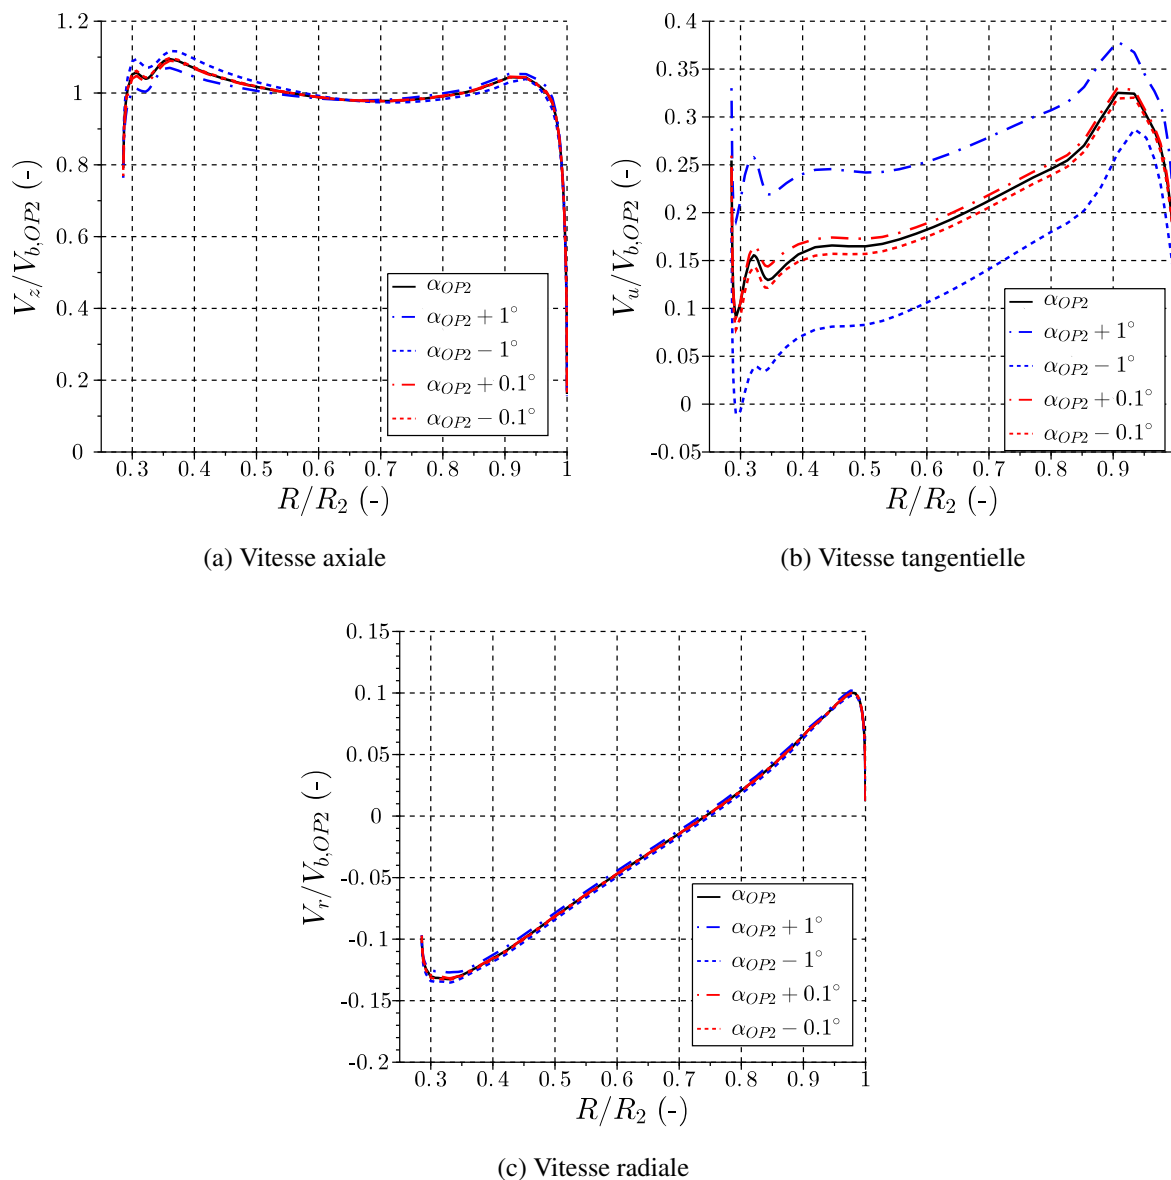 1.2
1
0.8
0.6
0.4
0.2
0
V_z/V_{b,OP2} (-)
α_{OP2}
α_{OP2} + 1°
α_{OP2} − 1°
α_{OP2} + 0.1°
α_{OP2} − 0.1°
0.3 0.4 0.5 0.6 0.7 0.8 0.9 1
R/R_2 (-)
(a) Vitesse axiale
0.4
0.35
0.3
0.25
0.2
0.15
0.1
0.05
0
-0.05
V_u/V_{b,OP2} (-)
α_{OP2}
α_{OP2} + 1°
α_{OP2} − 1°
α_{OP2} + 0.1°
α_{OP2} − 0.1°
0.3 0.4 0.5 0.6 0.7 0.8 0.9
R/R_2 (-)
(b) Vitesse tangentielle
0.15
0.1
0.05
0
-0.05
-0.1
-0.15
-0.2
V_r/V_{b,OP2} (-)
α_{OP2}
α_{OP2} + 1°
α_{OP2} − 1°
α_{OP2} + 0.1°
α_{OP2} − 0.1°
0.3 0.4 0.5 0.6 0.7 0.8 0.9 1
R/R_2 (-)
(c) Vitesse radiale